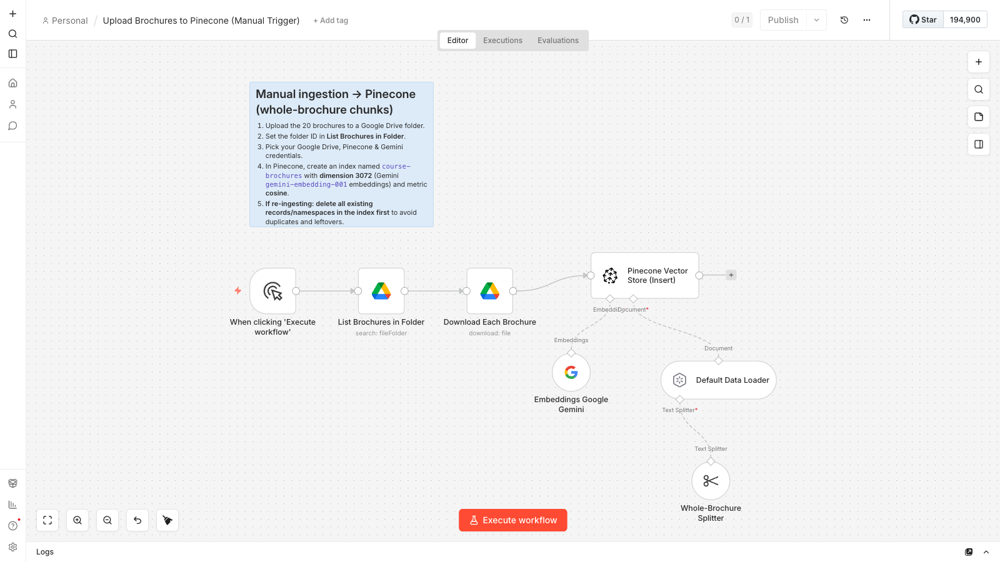 Personal / Upload Brochures to Pinecone (Manual Trigger) + Add tag
0 / 1
Publish
Star 194,900
Editor Executions Evaluations
Manual ingestion → Pinecone
(whole-brochure chunks)
1. Upload the 20 brochures to a Google Drive folder.
2. Set the folder ID in List Brochures in Folder.
3. Pick your Google Drive, Pinecone & Gemini
credentials.
4. In Pinecone, create an index named course-
brochures with dimension 3072 (Gemini
gemini-embedding-001 embeddings) and metric
cosine.
5. If re-ingesting: delete all existing
records/namespaces in the index first to avoid
duplicates and leftovers.
When clicking 'Execute
workflow'
List Brochures in Folder
search: fileFolder
Download Each Brochure
download: file
Pinecone Vector
Store (Insert)
Embeddi
Document*
Embeddings
Embeddings Google
Gemini
Document
Default Data Loader
Text Splitter*
Text Splitter
Whole-Brochure
Splitter
Execute workflow
Logs